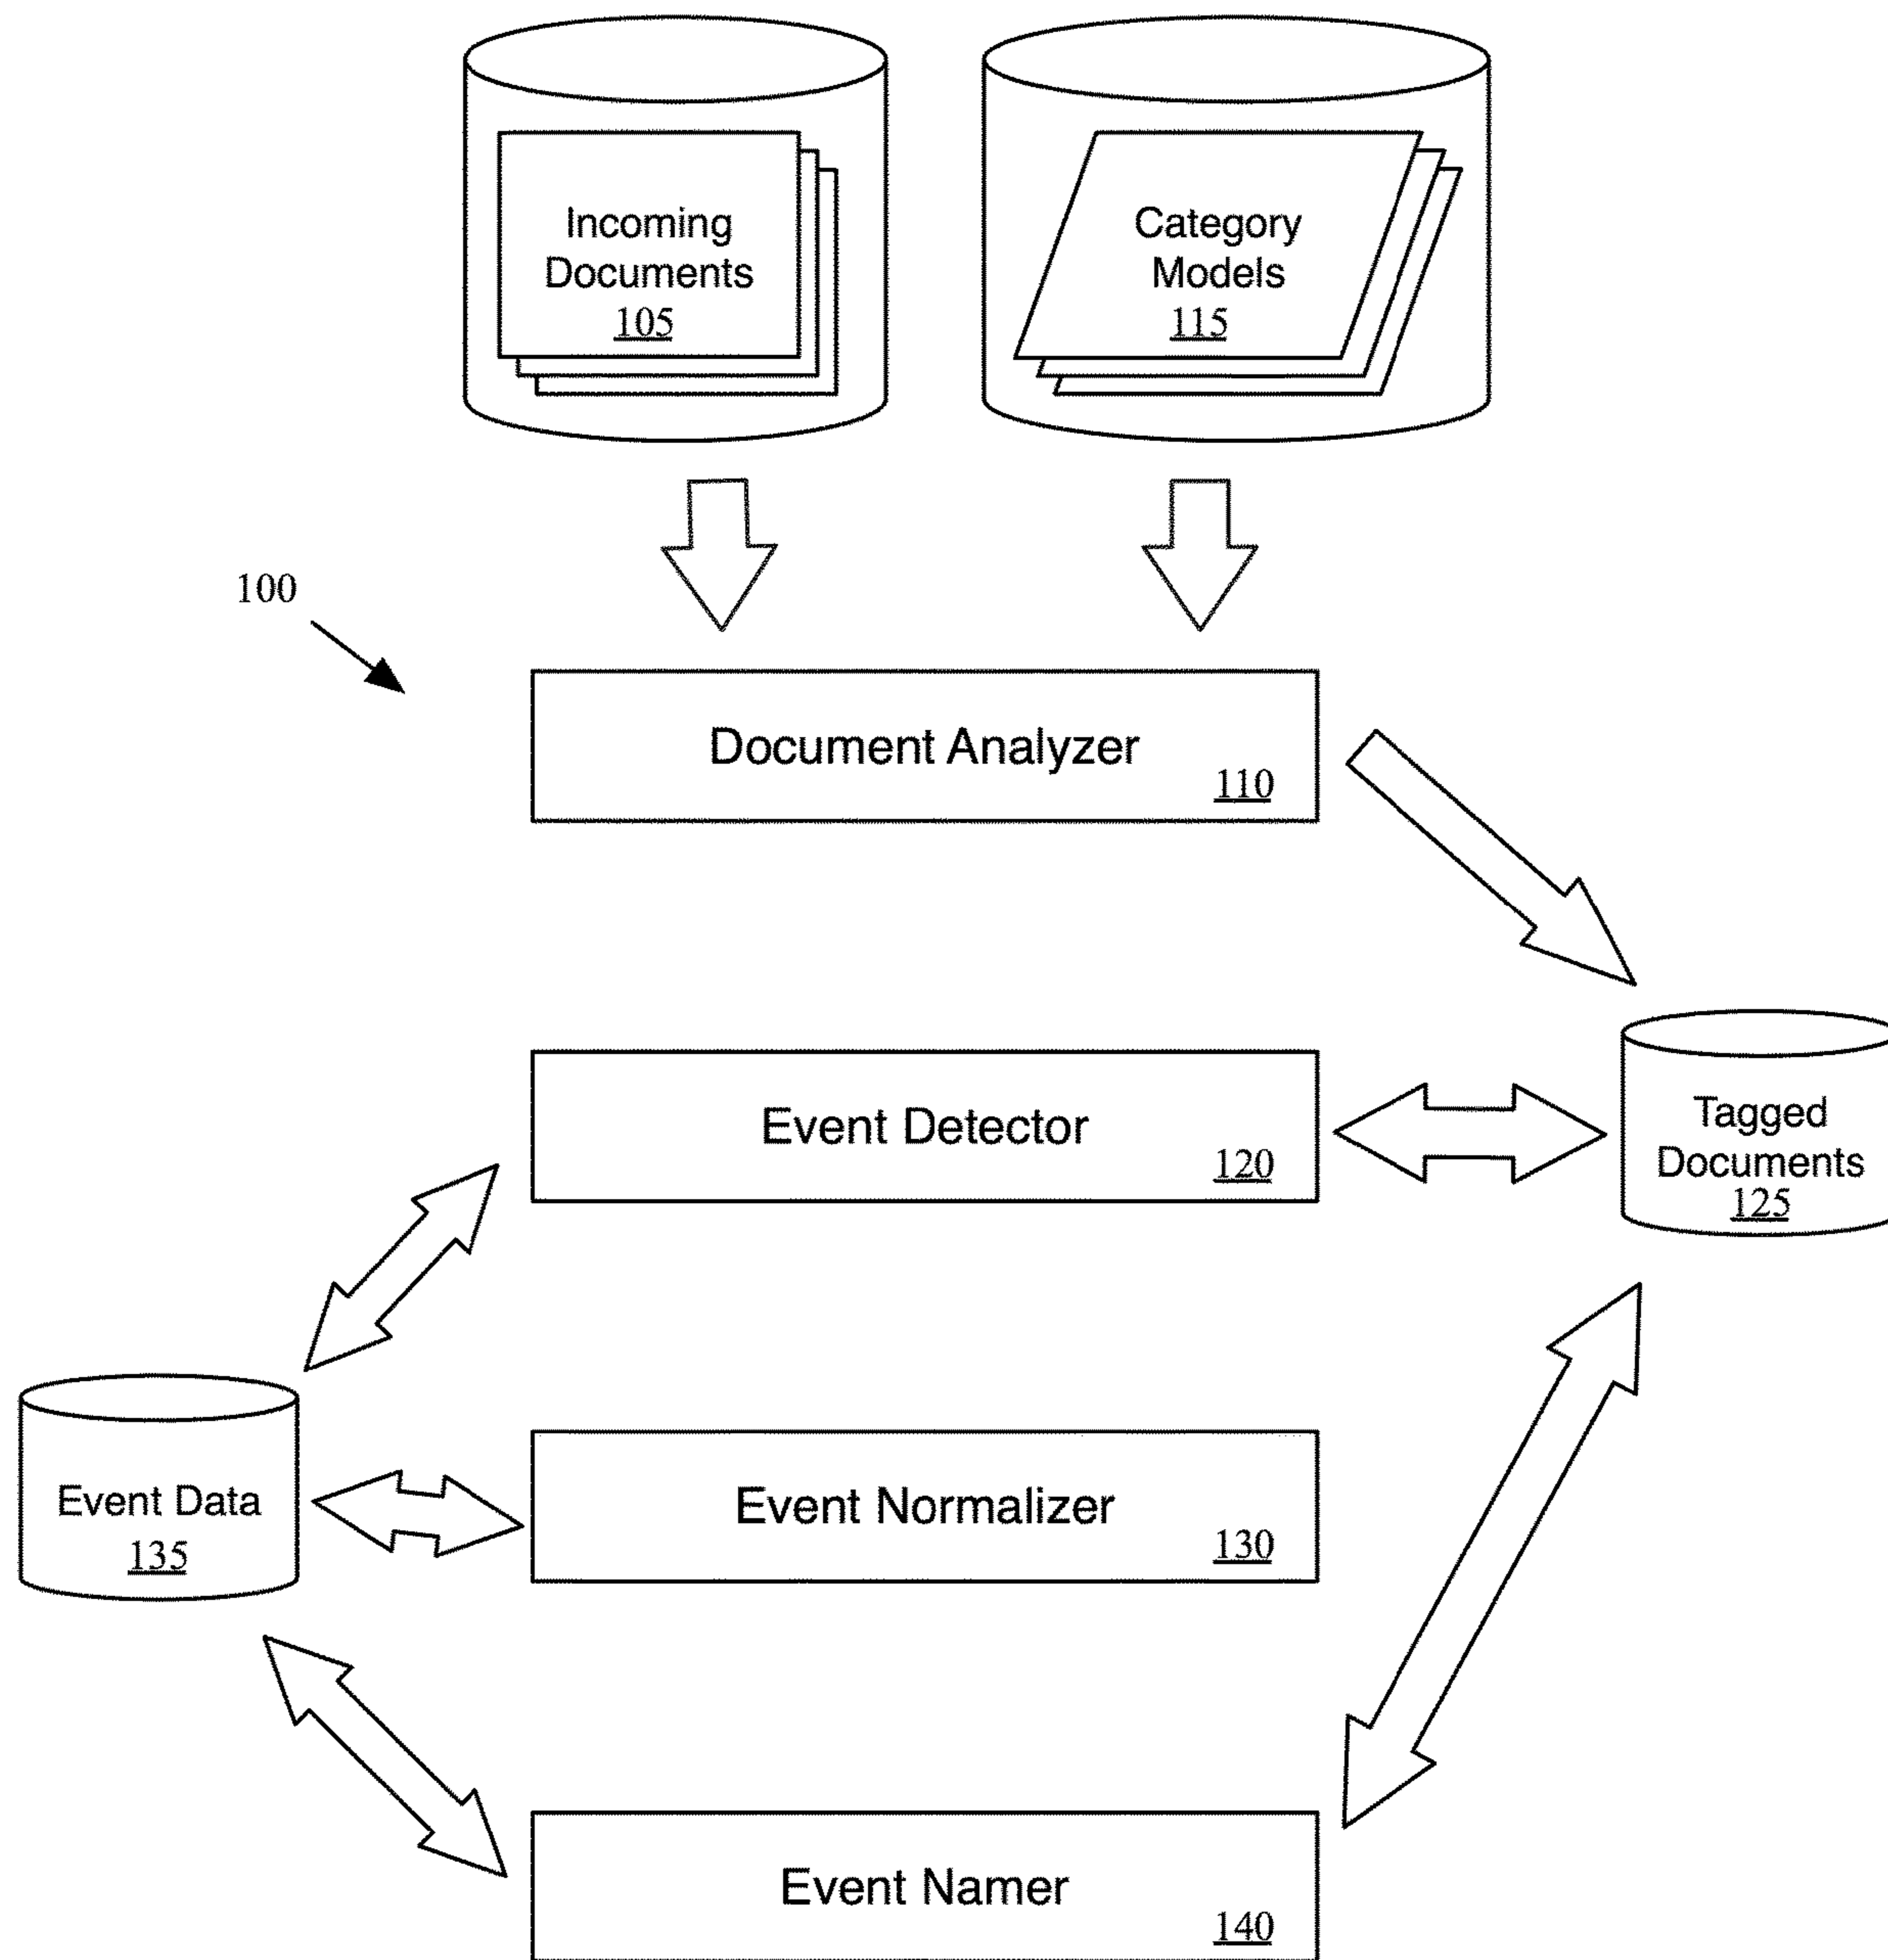 Incoming
Documents
105
Category
Models
115
100
Document Analyzer
110
Event Detector
120
Tagged
Documents
125
Event Data
135
Event Normalizer
130
Event Namer
140